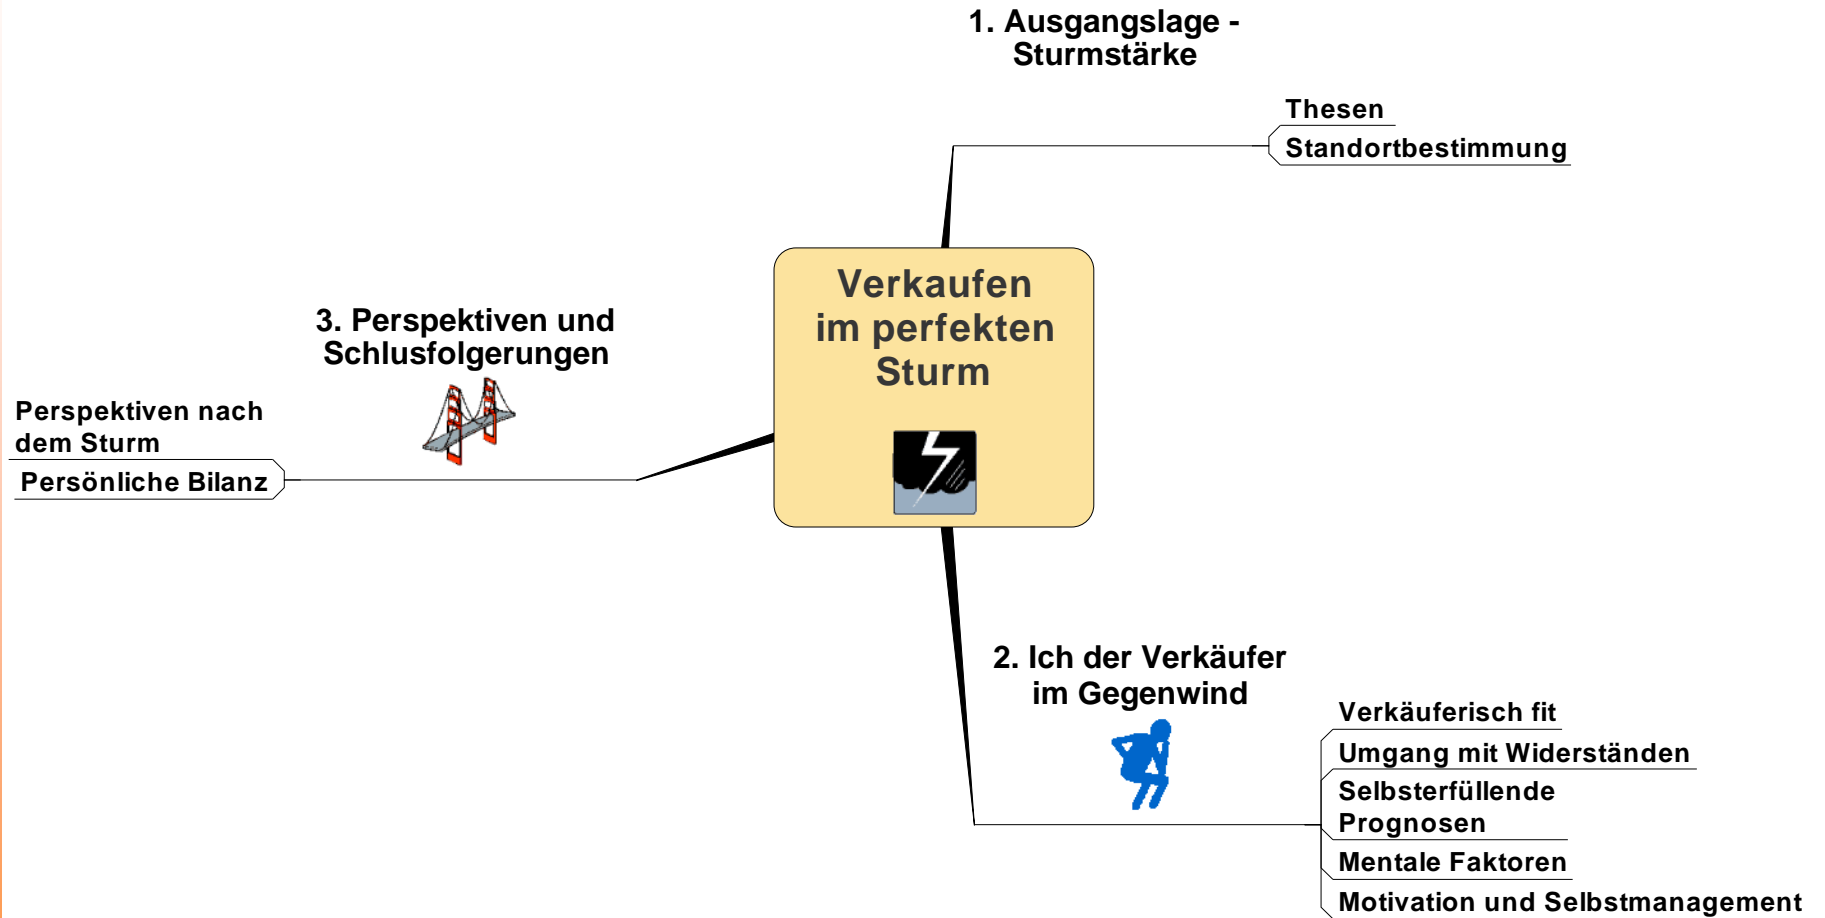 1. Ausgangslage -
Sturmstärke
Thesen
Standortbestimmung
Verkaufen
im perfekten
Sturm
3. Perspektiven und
Schlusfolgerungen
Perspektiven nach
dem Sturm
Persönliche Bilanz
2. Ich der Verkäufer
im Gegenwind
Verkäuferisch fit
Umgang mit Widerständen
Selbsterfüllende
Prognosen
Mentale Faktoren
Motivation und Selbstmanagement